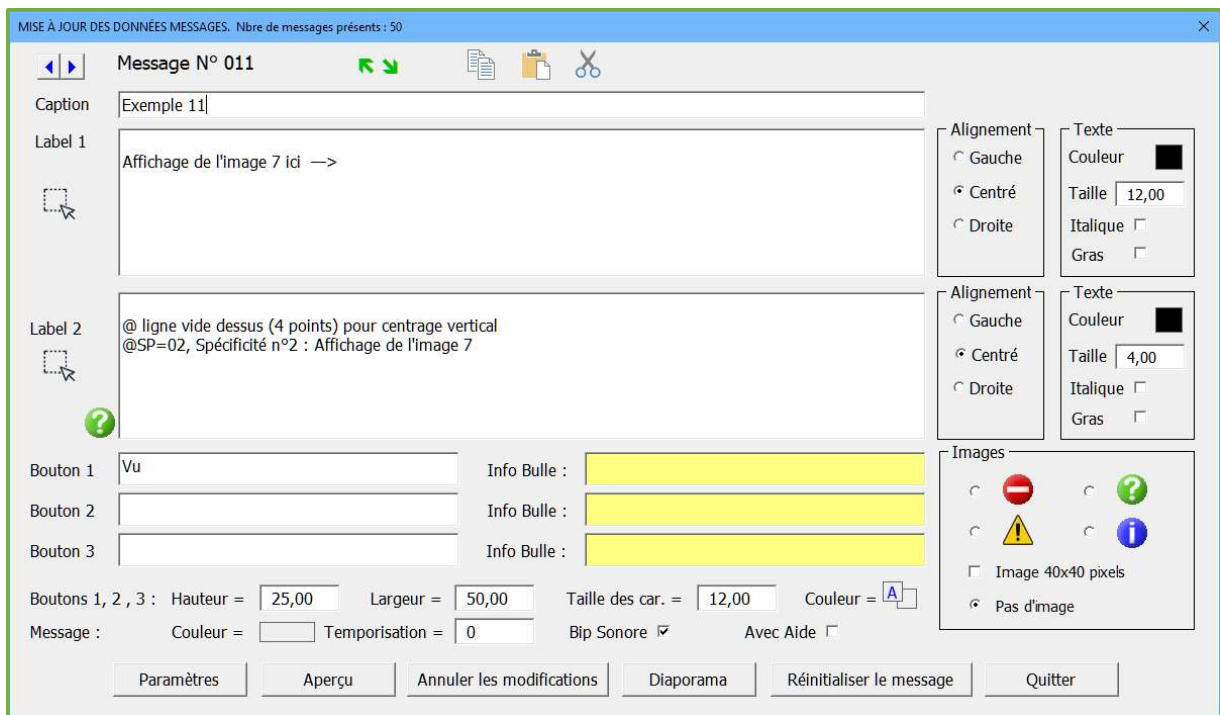 MISE À JOUR DES DONNÉES MESSAGES. Nbre de messages présents : 50
Message N° 011
Caption Exemple 11
Label 1
Affichage de l'image 7 ici —>
Alignement
Gauche
Centré
Droite
Texte
Couleur
Taille 12,00
Italique
Gras
Label 2
@ ligne vide dessus (4 points) pour centrage vertical
@SP=02, Spécificité n°2 : Affichage de l'image 7
Alignement
Gauche
Centré
Droite
Texte
Couleur
Taille 4,00
Italique
Gras
Bouton 1 Vu Info Bulle :
Bouton 2 Info Bulle :
Bouton 3 Info Bulle :
Images
Image 40x40 pixels
Pas d'image
Boutons 1, 2 , 3 : Hauteur = 25,00 Largeur = 50,00 Taille des car. = 12,00 Couleur = A
Message : Couleur = Temporisation = 0 Bip Sonore Avec Aide
Paramètres Aperçu Annuler les modifications Diaporama Réinitialiser le message Quitter